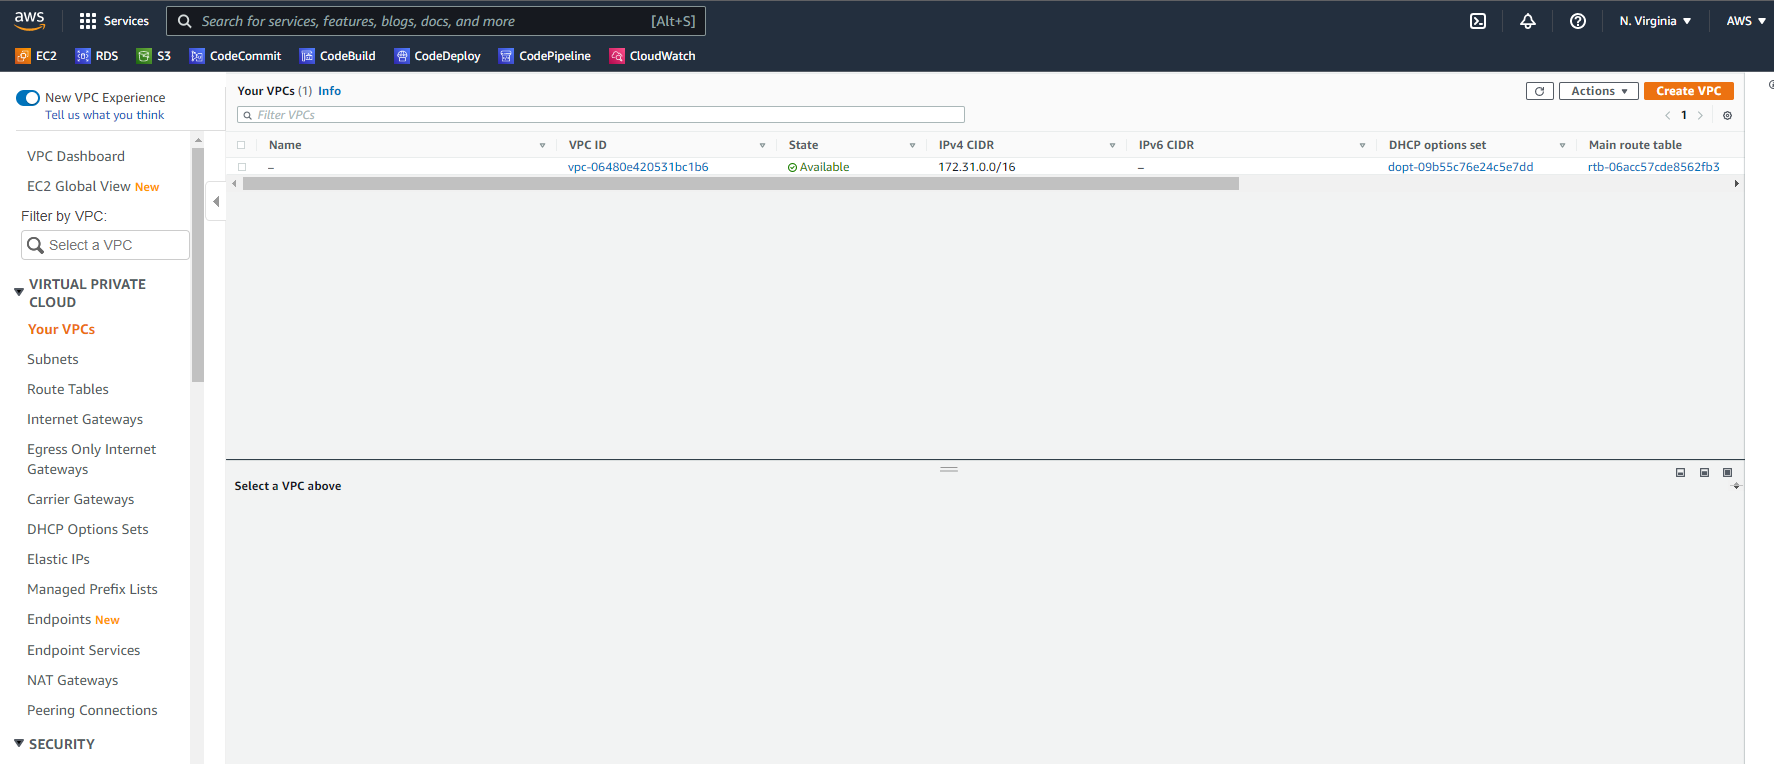 aws
Services
Search for services, features, blogs, docs, and more [Alt+S]
N. Virginia
AWS
EC2 RDS S3 CodeCommit CodeBuild CodeDeploy CodePipeline CloudWatch
New VPC Experience
Tell us what you think
VPC Dashboard
EC2 Global View New
Filter by VPC:
Select a VPC
VIRTUAL PRIVATE
CLOUD
Your VPCs
Subnets
Route Tables
Internet Gateways
Egress Only Internet
Gateways
Carrier Gateways
DHCP Options Sets
Elastic IPs
Managed Prefix Lists
Endpoints New
Endpoint Services
NAT Gateways
Peering Connections
SECURITY
Your VPCs (1) Info
Actions
Create VPC
Filter VPCs
1
Name VPC ID State IPv4 CIDR IPv6 CIDR DHCP options set Main route table
– vpc-06480e420531bc1b6 Available 172.31.0.0/16 – dopt-09b55c76e24c5e7dd rtb-06acc57cde8562fb3
Select a VPC above